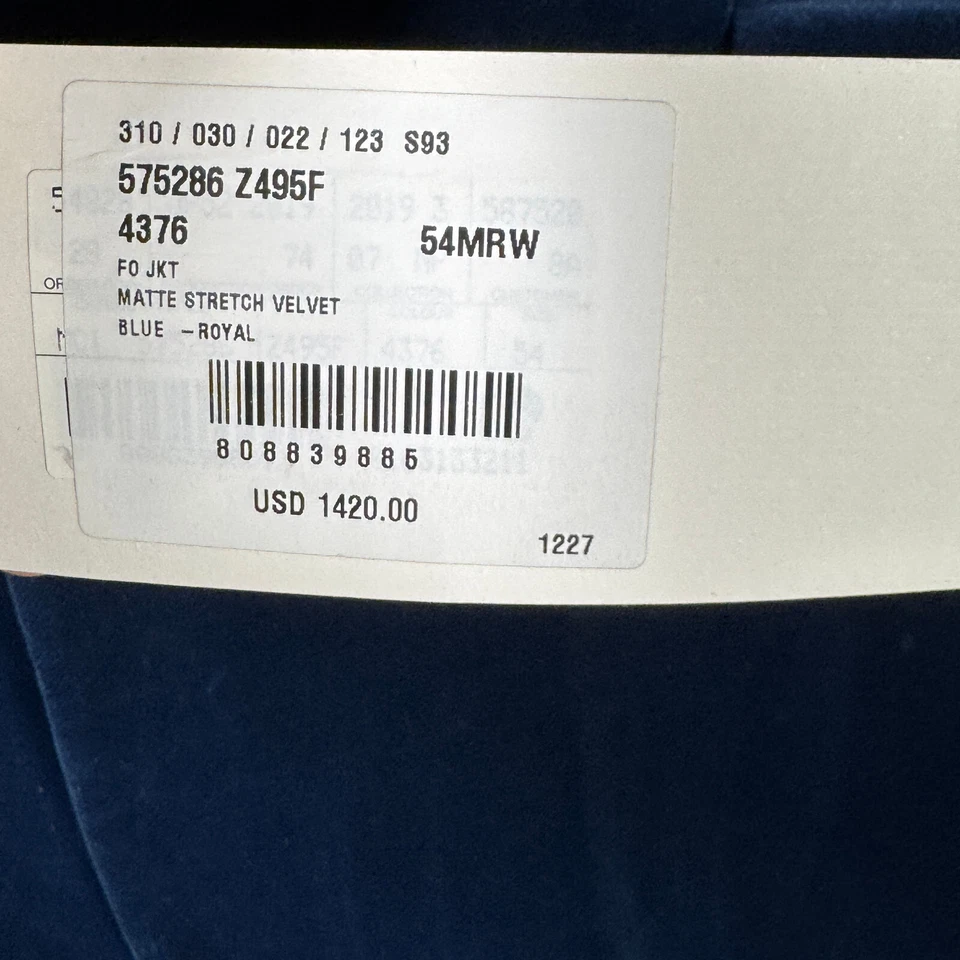 310 / 030 / 022 / 123 S93
575286 Z495F
4376 54MRW
FO JKT
MATTE STRETCH VELVET
BLUE -ROYAL
808839885
USD 1420.00
1227